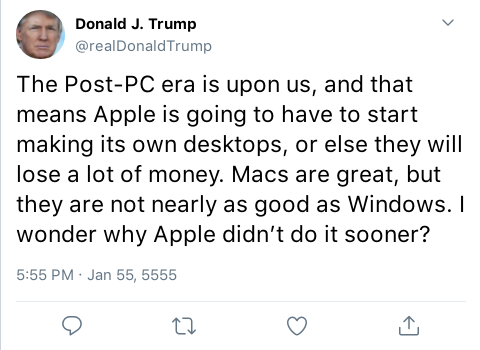 Donald J. Trump
@realDonaldTrump
The Post-PC era is upon us, and that
means Apple is going to have to start
making its own desktops, or else they will
lose a lot of money. Macs are great, but
they are not nearly as good as Windows. I
wonder why Apple didn’t do it sooner?
5:55 PM · Jan 55, 5555